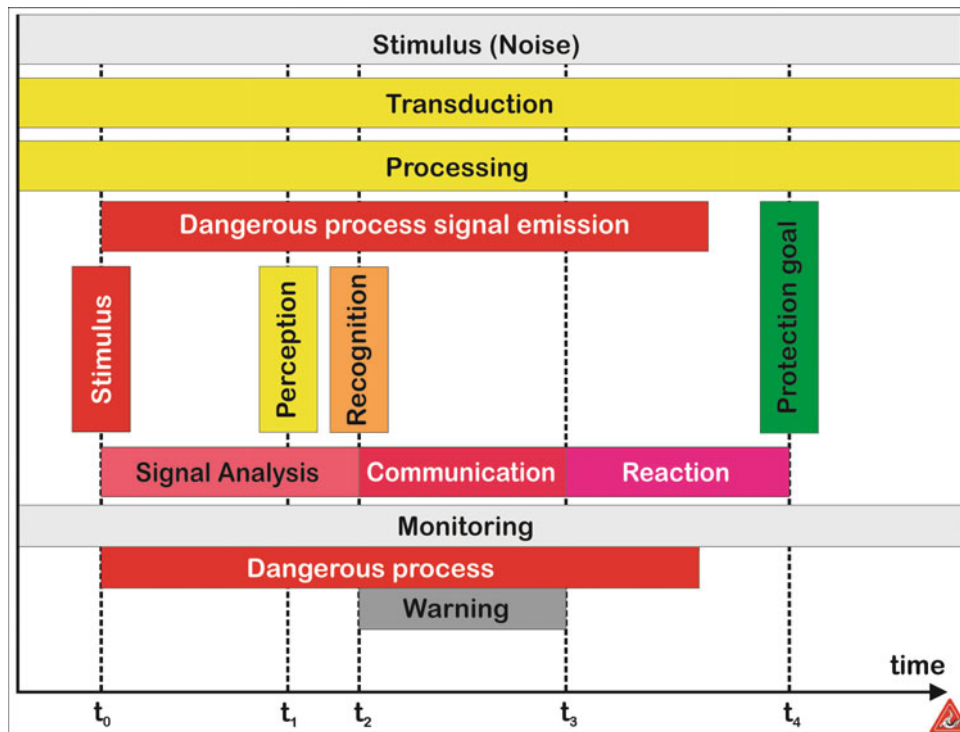 Stimulus (Noise)
Transduction
Processing
Dangerous process signal emission
Stimulus
Perception
Recognition
Protection goal
Signal Analysis
Communication
Reaction
Monitoring
Dangerous process
Warning
time
t₀
t₁
t₂
t₃
t₄